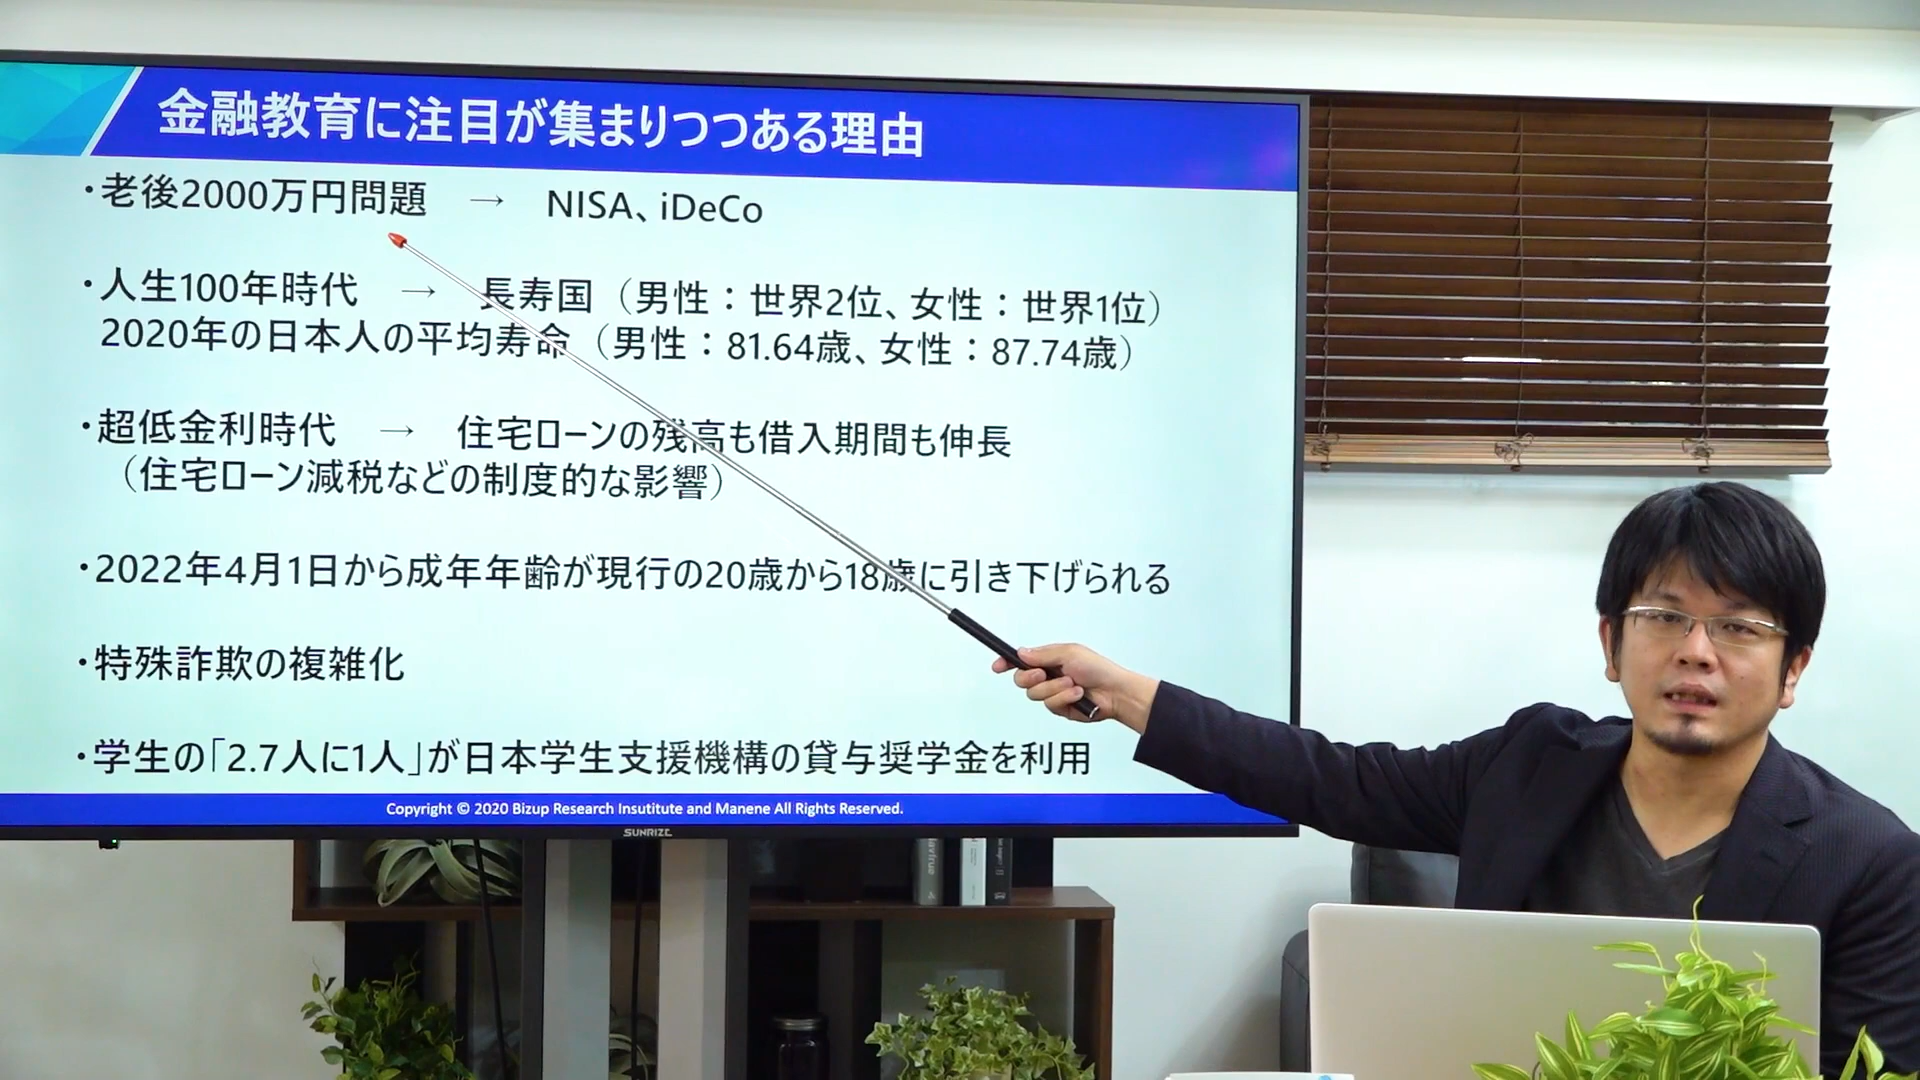 金融教育に注目が集まりつつある理由
・老後2000万円問題 → NISA、iDeCo
・人生100年時代 → 長寿国（男性：世界2位、女性：世界1位）
2020年の日本人の平均寿命（男性：81.64歳、女性：87.74歳）
・超低金利時代 → 住宅ローンの残高も借入期間も伸長
（住宅ローン減税などの制度的な影響）
・2022年4月1日から成年年齢が現行の20歳から18歳に引き下げられる
・特殊詐欺の複雑化
・学生の「2.7人に1人」が日本学生支援機構の貸与奨学金を利用
Copyright © 2020 Bizup Research Insutitute and Manene All Rights Reserved.
SUNRIZE